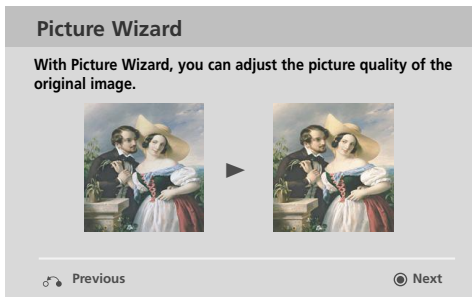 Picture Wizard
With Picture Wizard, you can adjust the picture quality of the
original image.
Previous
Next